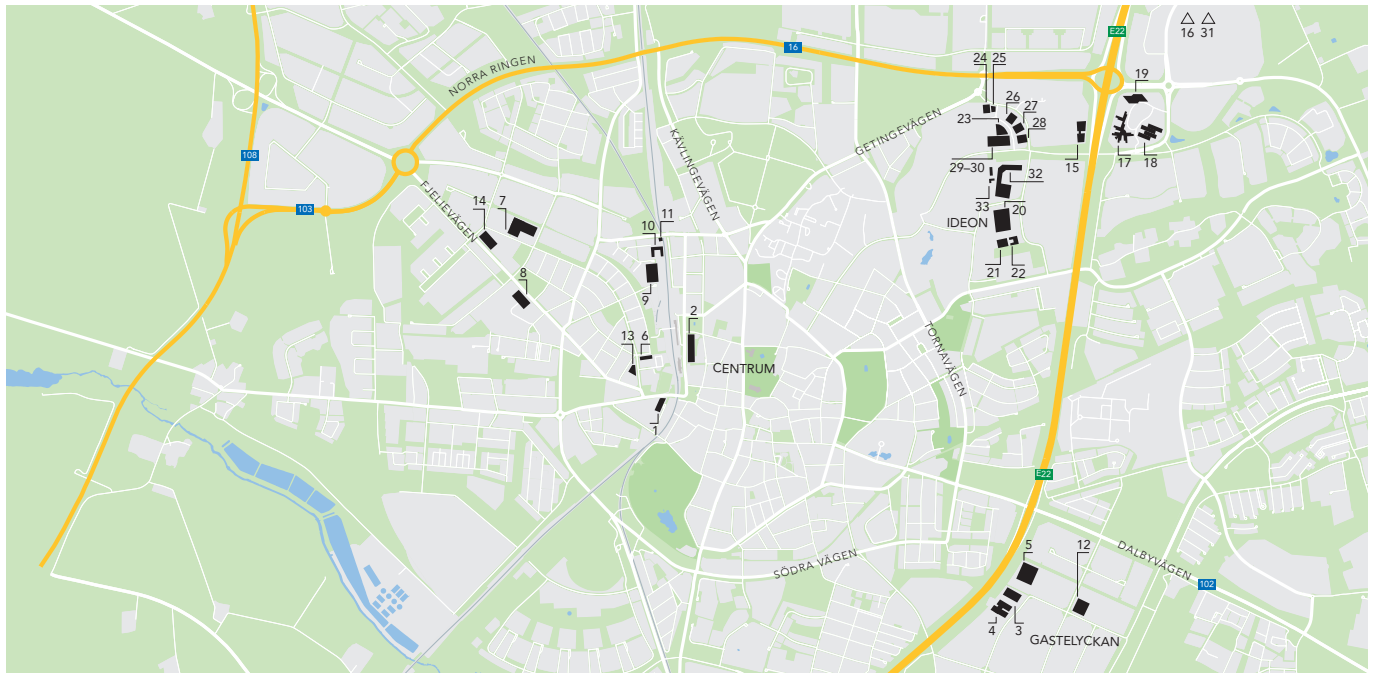 16 31
E22
16
NORRA RINGEN
24 25
19
26
27
23
28
KÄVLINGEVÄGEN
GETINGEVÄGEN
108
29–30
32
15
17
18
FJELIEVÄGEN
103
14 7
33
20
IDEON
10
11
8
9
21 22
2
13 6
CENTRUM
TORNAVÄGEN
1
E22
SÖDRA VÄGEN
5
12
DALBYVÄGEN
102
4 3
GASTELYCKAN